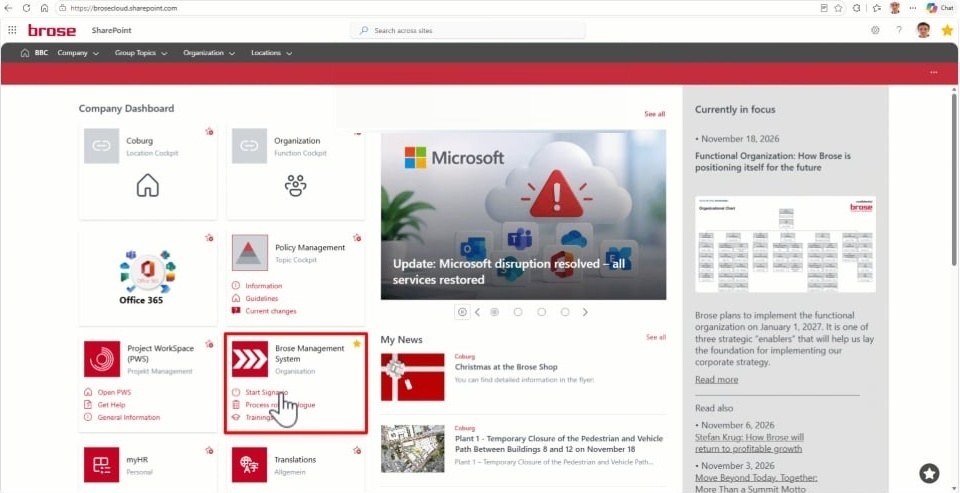 https://brosecloud.sharepoint.com
Chat
brose
SharePoint
Search across sites
BBC
Company
Group Topics
Organization
Locations
Company Dashboard
See all
Coburg
Location Cockpit
Organization
Function Cockpit
Office 365
Policy Management
Topic Cockpit
Information
Guidelines
Current changes
Project WorkSpace
(PWS)
Projekt Management
Open PWS
Get Help
General Information
Brose Management
System
Organisation
Start
Process
Training
myHR
Personal
Translations
Allgemein
Microsoft
Update: Microsoft disruption resolved – all
services restored
My News
See all
Coburg
Christmas at the Brose Shop
You can find detailed information in the flyer:
Coburg
Plant 1 - Temporary Closure of the Pedestrian and Vehicle
Path Between Buildings 8 and 12 on November 18
Plant 1 – Temporary Closure of the Pedestrian and Vehicle Path...
Currently in focus
• November 18, 2026
Functional Organization: How Brose is
positioning itself for the future
Organizational Chart
brose
Brose plans to implement the functional
organization on January 1, 2027. It is one of
three strategic "enablers" that will help us lay
the foundation for implementing our
corporate strategy.
Read more
Read also
• November 6, 2026
Stefan Krug: How Brose will
return to profitable growth
• November 3, 2026
Move Beyond Today, Together:
More Than a Summit Motto